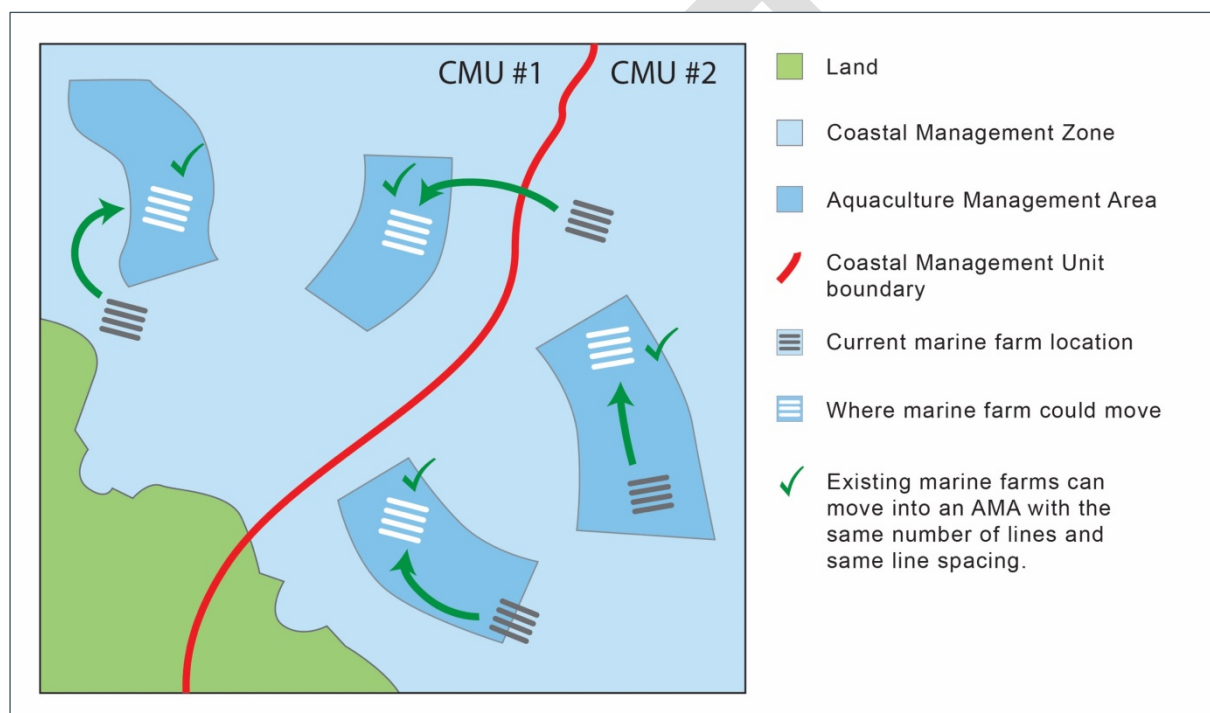 CMU #1
CMU #2
Land
Coastal Management Zone
Aquaculture Management Area
Coastal Management Unit
boundary
Current marine farm location
Where marine farm could move
Existing marine farms can
move into an AMA with the
same number of lines and
same line spacing.